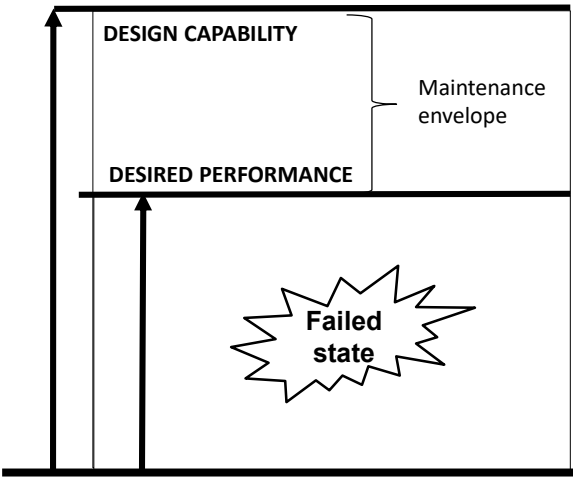 DESIGN CAPABILITY
Maintenance
envelope
DESIRED PERFORMANCE
Failed
state